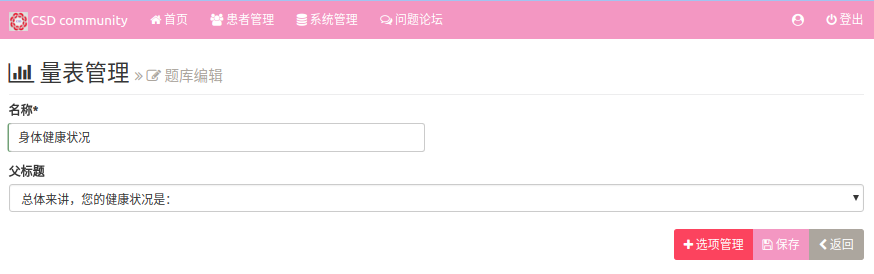 CSD community 首页 患者管理 系统管理 问题论坛 登出
量表管理 » 题库编辑
名称*
身体健康状况
父标题
总体来讲，您的健康状况是：
选项管理 保存 返回